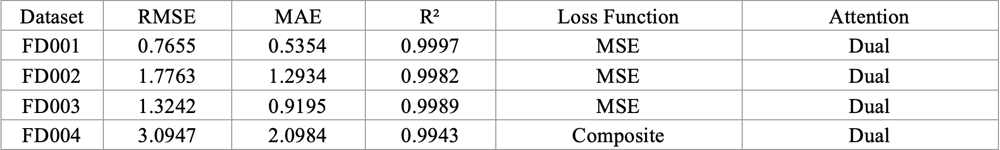 Dataset RMSE MAE R² Loss Function Attention
FD001 0.7655 0.5354 0.9997 MSE Dual
FD002 1.7763 1.2934 0.9982 MSE Dual
FD003 1.3242 0.9195 0.9989 MSE Dual
FD004 3.0947 2.0984 0.9943 Composite Dual